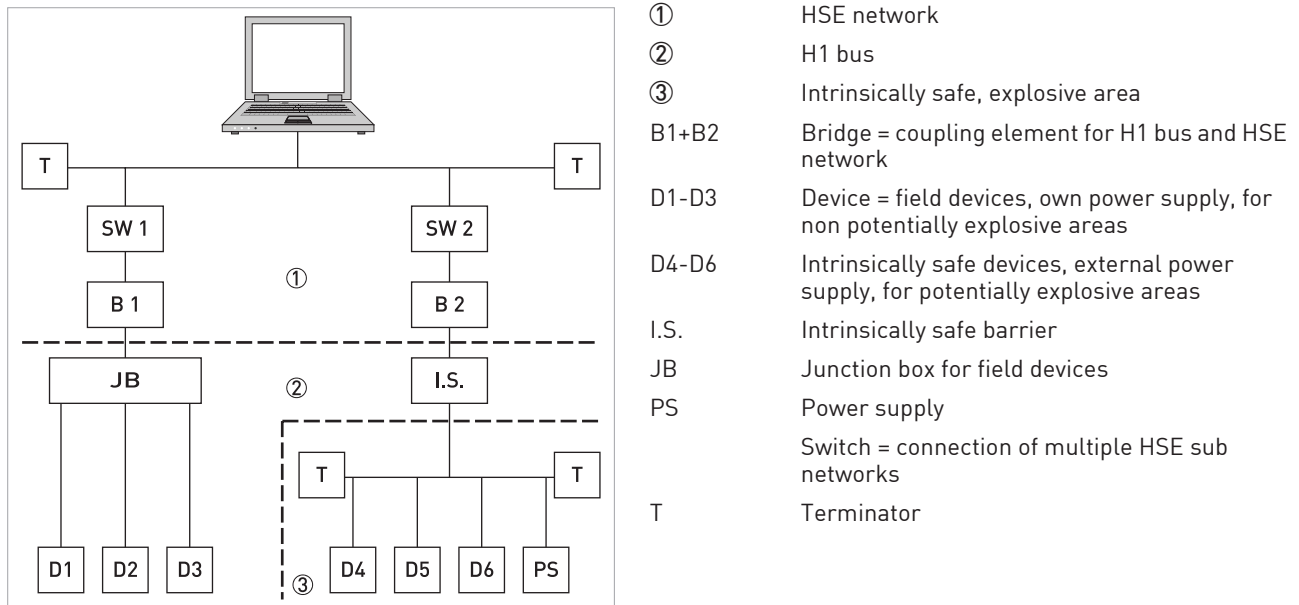 T
T
SW 1
SW 2
①
B 1
B 2
JB
②
I.S.
T
T
D1
D2
D3
③
D4
D5
D6
PS
① HSE network
② H1 bus
③ Intrinsically safe, explosive area
B1+B2 Bridge = coupling element for H1 bus and HSE
network
D1-D3 Device = field devices, own power supply, for
non potentially explosive areas
D4-D6 Intrinsically safe devices, external power
supply, for potentially explosive areas
I.S. Intrinsically safe barrier
JB Junction box for field devices
PS Power supply
Switch = connection of multiple HSE sub
networks
T Terminator